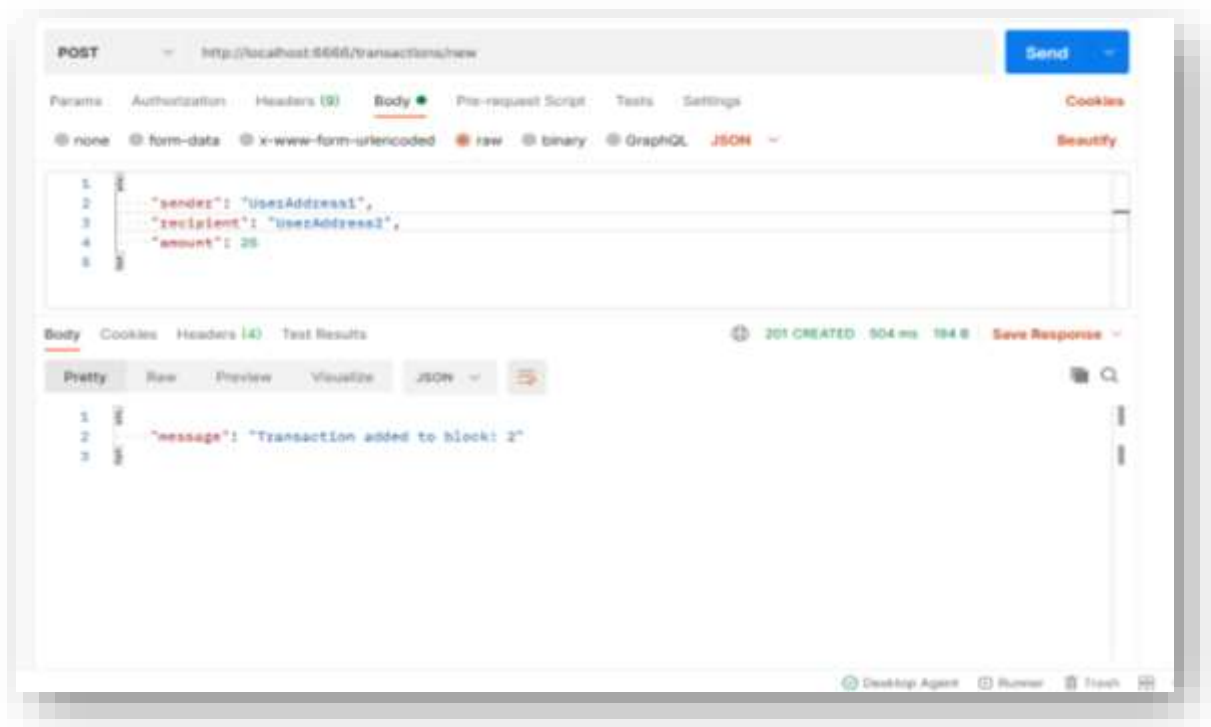 POST http://localhost:6666/transactions/new Send
Params Authorization Headers (9) Body Pre-request Script Tests Settings Cookies
none form-data x-www-form-urlencoded raw binary GraphQL JSON Beautify
1 {
2 "sender": "UserAddress1",
3 "recipient": "UserAddress2",
4 "amount":
5 }
Body Cookies Headers (4) Test Results 201 CREATED 504 ms 194 B Save Response
Pretty Raw Preview Visualize JSON
1 {
2 "message": "Transaction added to block: 2"
3 }
Desktop Agent Runner Trash